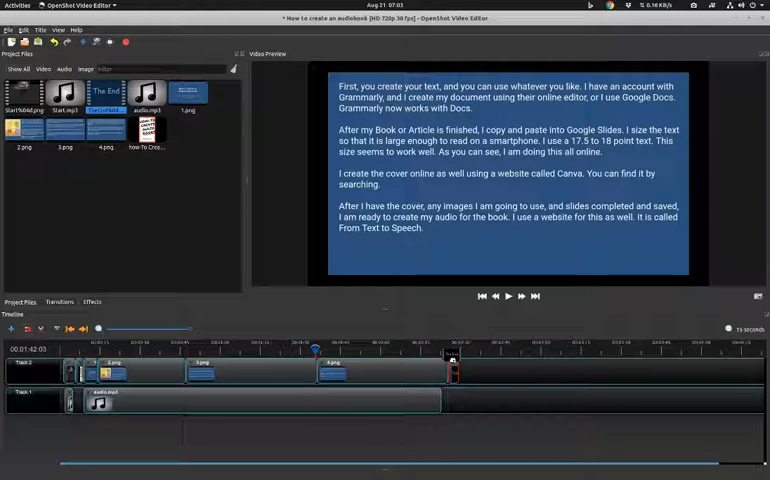 Activities
OpenShot Video Editor
Aug 21 07:03
0.16 KB/s
* How to create an audiobook [HD 720p 30 fps] - OpenShot Video Editor
File Edit Title View Help
Project Files
Video Preview
Show All Video Audio Image Filter
The End
Start%04d.png
Start.mp3
audio.mp3
1.png
2.png
3.png
4.png
how-To Crea...
First, you create your text, and you can use whatever you like. I have an account with
Grammarly, and I create my document using their online editor, or I use Google Docs.
Grammarly now works with Docs.
After my Book or Article is finished, I copy and paste into Google Slides. I size the text
so that it is large enough to read on a smartphone. I use a 17.5 to 18 point text. This
size seems to work well. As you can see, I am doing this all online.
I create the cover online as well using a website called Canva. You can find it by
searching.
After I have the cover, any images I am going to use, and slides completed and saved,
I am ready to create my audio for the book. I use a website for this as well. It is called
From Text to Speech.
Project Files Transitions Effects
Timeline
15 seconds
00:01:42:03
Track 2
2.png
3.png
4.png
Track 1
audio.mp3